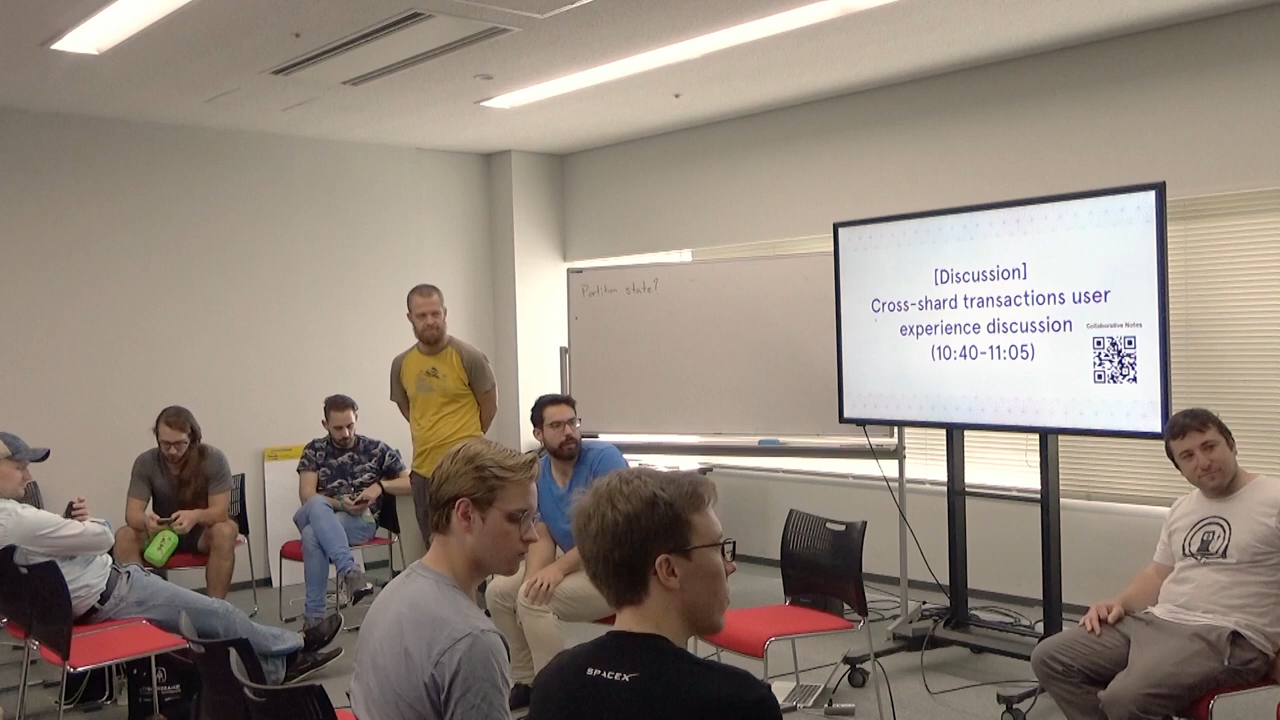 Partition state?
[Discussion]
Cross-shard transactions user
experience discussion
(10:40-11:05)
Collaborative Notes
SPACEX